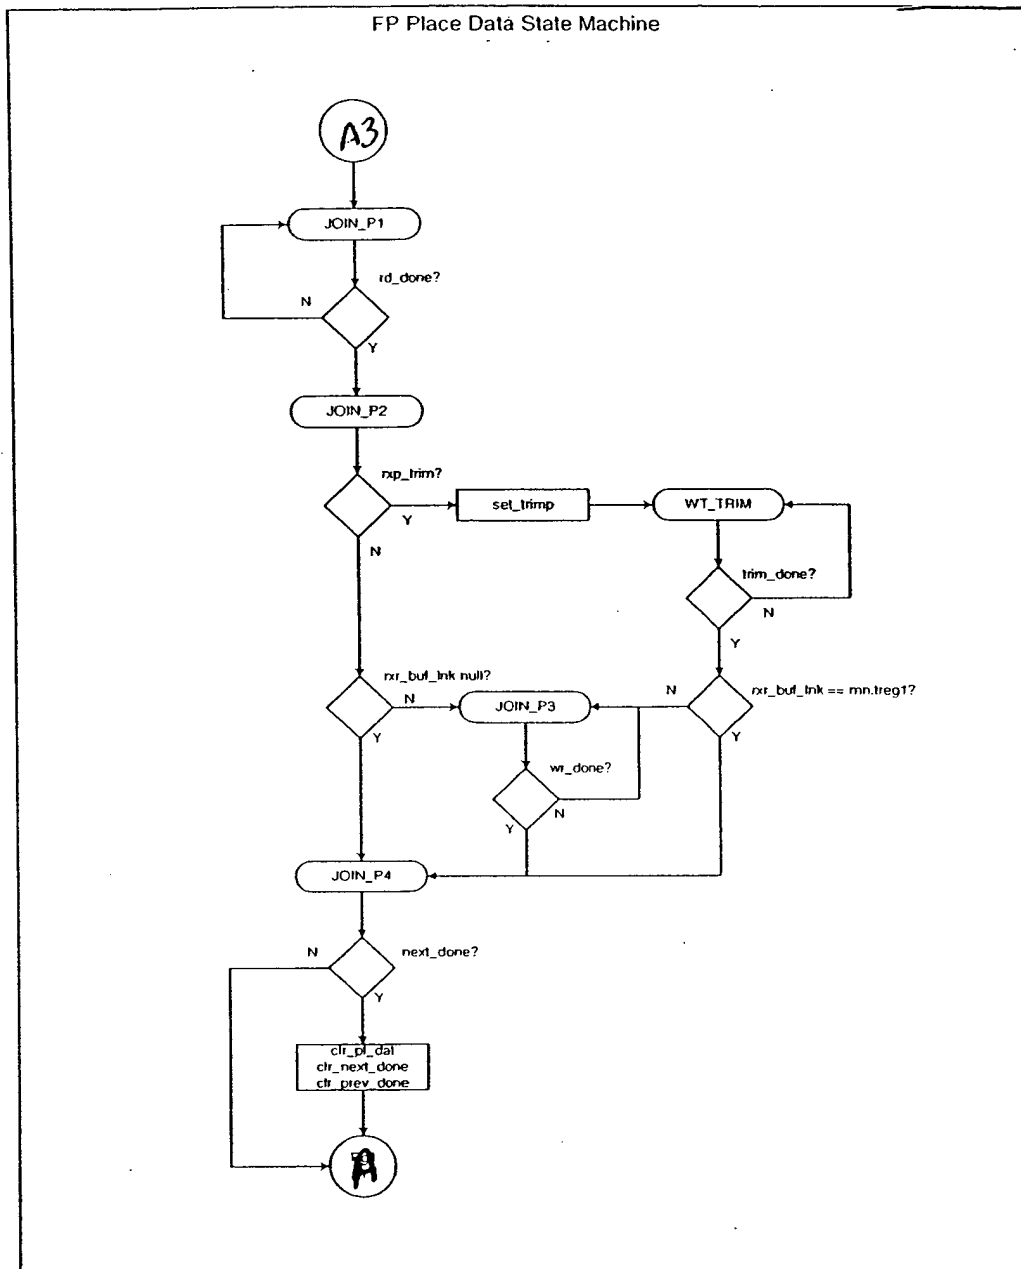 FP Place Data State Machine
A3
JOIN_P1
rd_done?
N
Y
JOIN_P2
rxp_trim?
Y
set_trimp
WT_TRIM
N
trim_done?
N
Y
rxr_buf_lnk null?
N
JOIN_P3
N
rxr_buf_lnk == mn.treg1?
Y
Y
wr_done?
Y
N
JOIN_P4
N
next_done?
Y
clr_pl_dat
clr_next_done
clr_prev_done
A